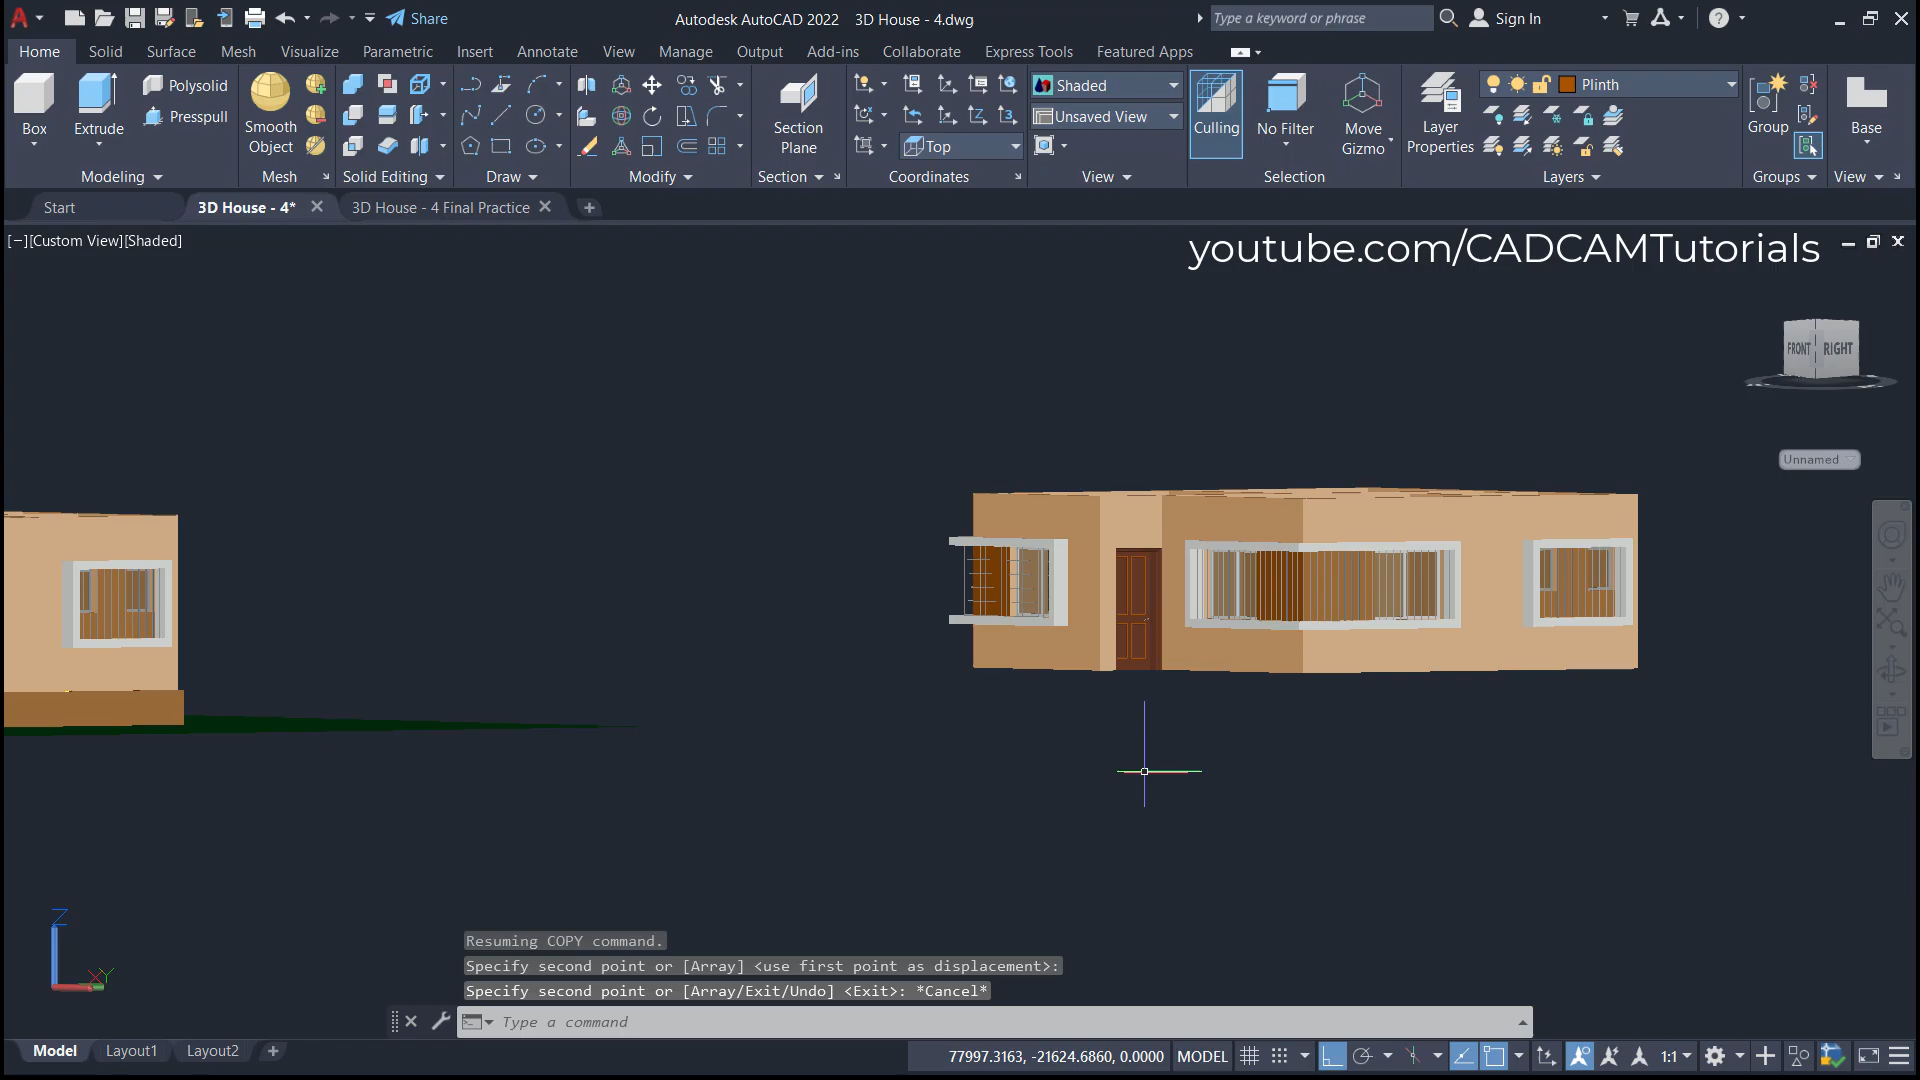 Share
Autodesk AutoCAD 2022 3D House - 4.dwg
Type a keyword or phrase
Sign In
Home Solid Surface Mesh Visualize Parametric Insert Annotate View Manage Output Add-ins Collaborate Express Tools Featured Apps
Box
Extrude
Polysolid
Presspull
Smooth
Object
Section
Plane
Top
Shaded
Unsaved View
Culling
No Filter
Move
Gizmo
Layer
Properties
Plinth
Group
Base
Modeling Mesh Solid Editing Draw Modify Section Coordinates View Selection Layers Groups View
Start 3D House - 4* 3D House - 4 Final Practice
[−][Custom View][Shaded]
youtube.com/CADCAMTutorials
FRONT RIGHT
Unnamed
Z
X Y
Resuming COPY command.
Specify second point or [Array] <use first point as displacement>:
Specify second point or [Array/Exit/Undo] <Exit>: *Cancel*
Type a command
Model Layout1 Layout2
77997.3163, -21624.6860, 0.0000 MODEL 1:1